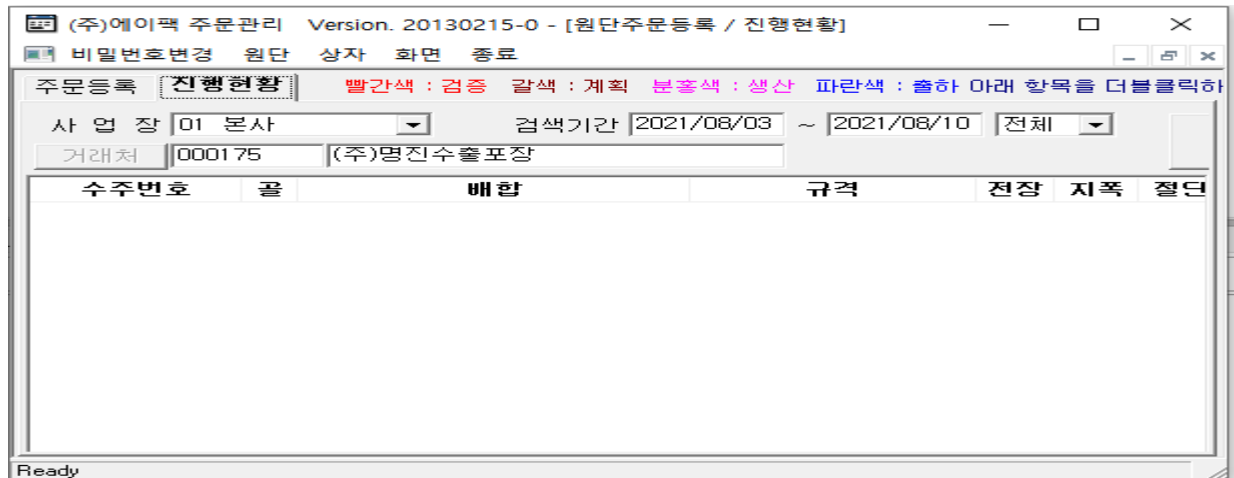 (주)에이팩 주문관리 Version. 20130215-0 - [원단주문등록 / 진행현황]
비밀번호변경 원단 상자 화면 종료
주문등록 진행현황 빨간색 : 검증 갈색 : 계획 분홍색 : 생산 파란색 : 출하 아래 항목을 더블클릭하
사 업 장 01 본사 검색기간 2021/08/03 ~ 2021/08/10 전체
거래처 000175 (주)명진수출포장
수주번호 골 배합 규격 전장 지폭 절단
Ready